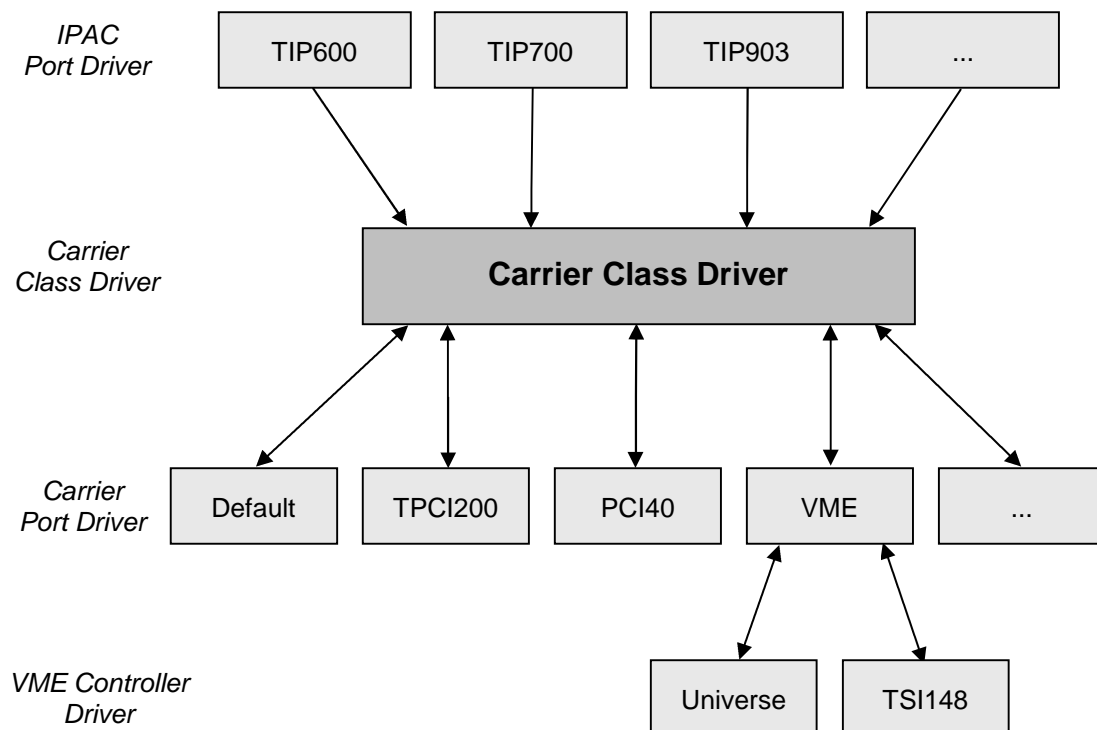 IPAC
Port Driver
TIP600
TIP700
TIP903
...
Carrier
Class Driver
Carrier Class Driver
Carrier
Port Driver
Default
TPCI200
PCI40
VME
...
VME Controller
Driver
Universe
TSI148